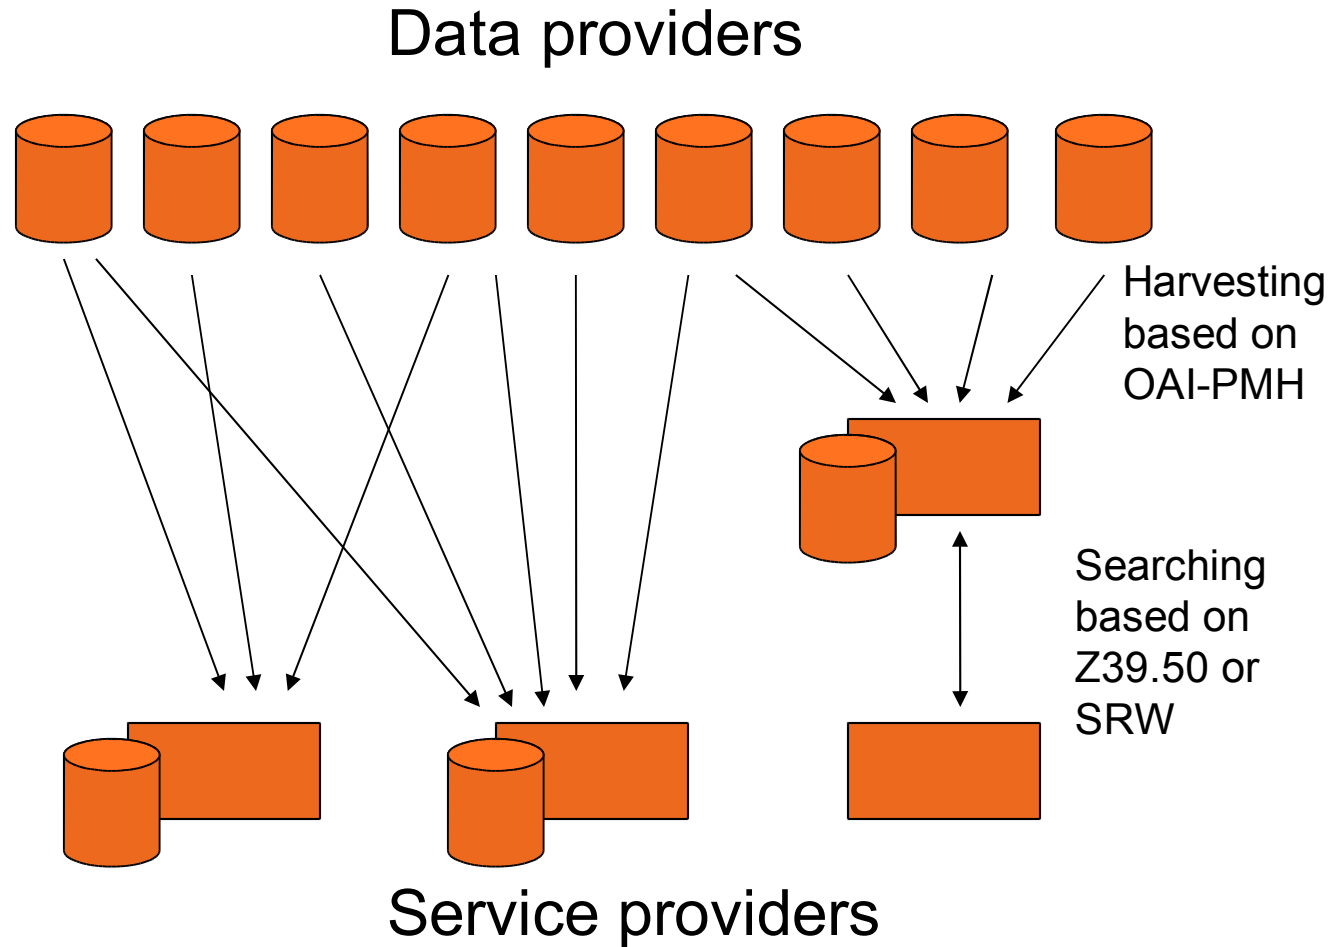 Data providers
Harvesting
based on
OAI-PMH
Searching
based on
Z39.50 or
SRW
Service providers